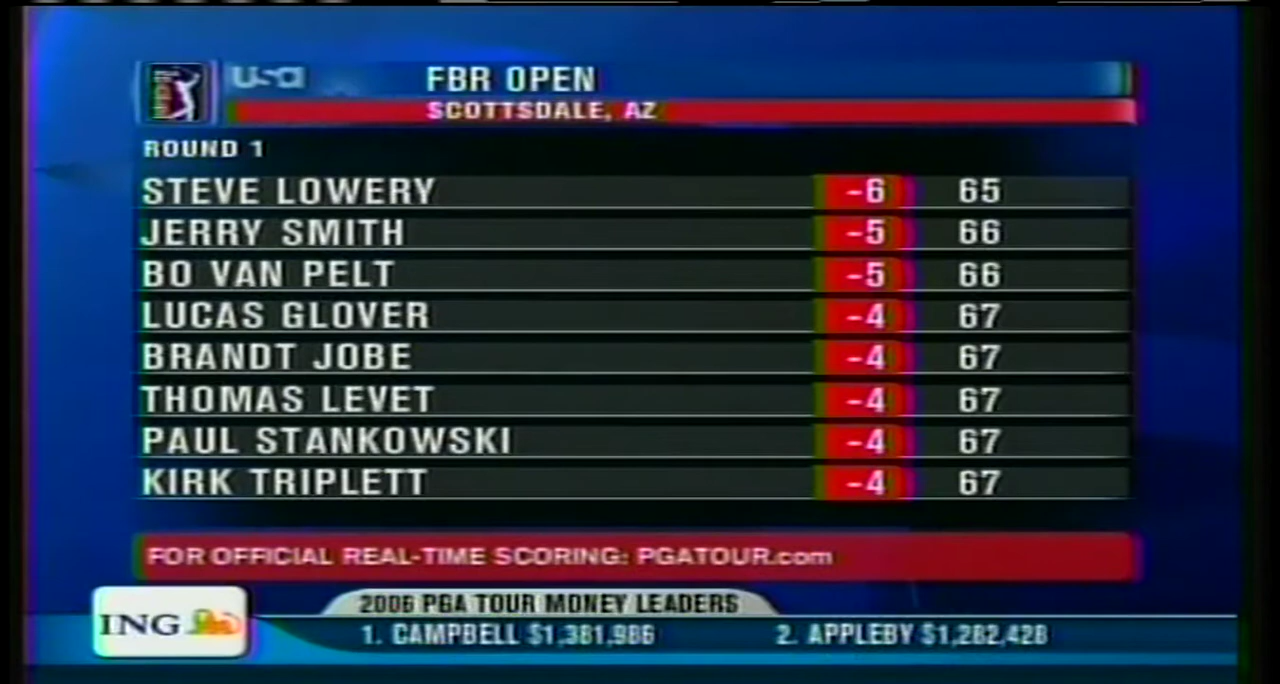 usa FBR OPEN
SCOTTSDALE, AZ
ROUND 1
STEVE LOWERY -6 65
JERRY SMITH -5 66
BO VAN PELT -5 66
LUCAS GLOVER -4 67
BRANDT JOBE -4 67
THOMAS LEVET -4 67
PAUL STANKOWSKI -4 67
KIRK TRIPLETT -4 67
FOR OFFICIAL REAL-TIME SCORING: PGATOUR.com
2006 PGA TOUR MONEY LEADERS
ING 1. CAMPBELL $1,381,986 2. APPLEBY $1,282,428